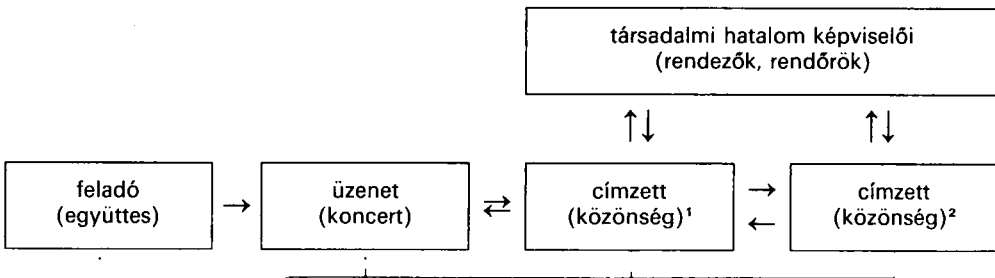 társadalmi hatalom képviselői
(rendezők, rendőrök)
feladó
(együttes)
üzenet
(koncert)
címzett
(közönség)¹
címzett
(közönség)²